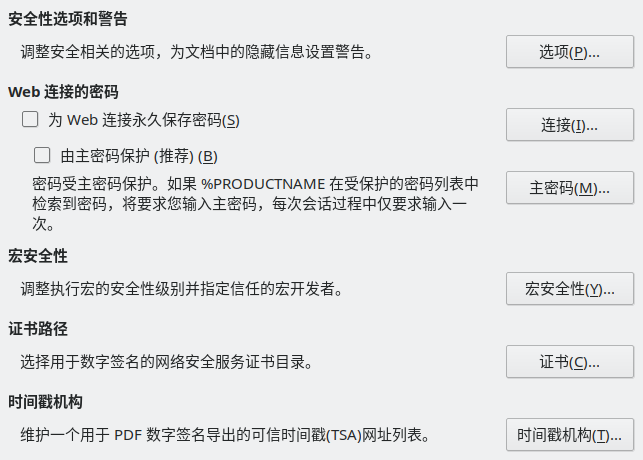 安全性选项和警告
调整安全相关的选项，为文档中的隐藏信息设置警告。
选项(P)...
Web 连接的密码
为 Web 连接永久保存密码(S)
连接(I)...
由主密码保护 (推荐) (B)
密码受主密码保护。如果 %PRODUCTNAME 在受保护的密码列表中
检索到密码，将要求您输入主密码，每次会话过程中仅要求输入一
次。
主密码(M)...
宏安全性
调整执行宏的安全性级别并指定信任的宏开发者。
宏安全性(Y)...
证书路径
选择用于数字签名的网络安全服务证书目录。
证书(C)...
时间戳机构
维护一个用于 PDF 数字签名导出的可信时间戳(TSA)网址列表。
时间戳机构(T)...